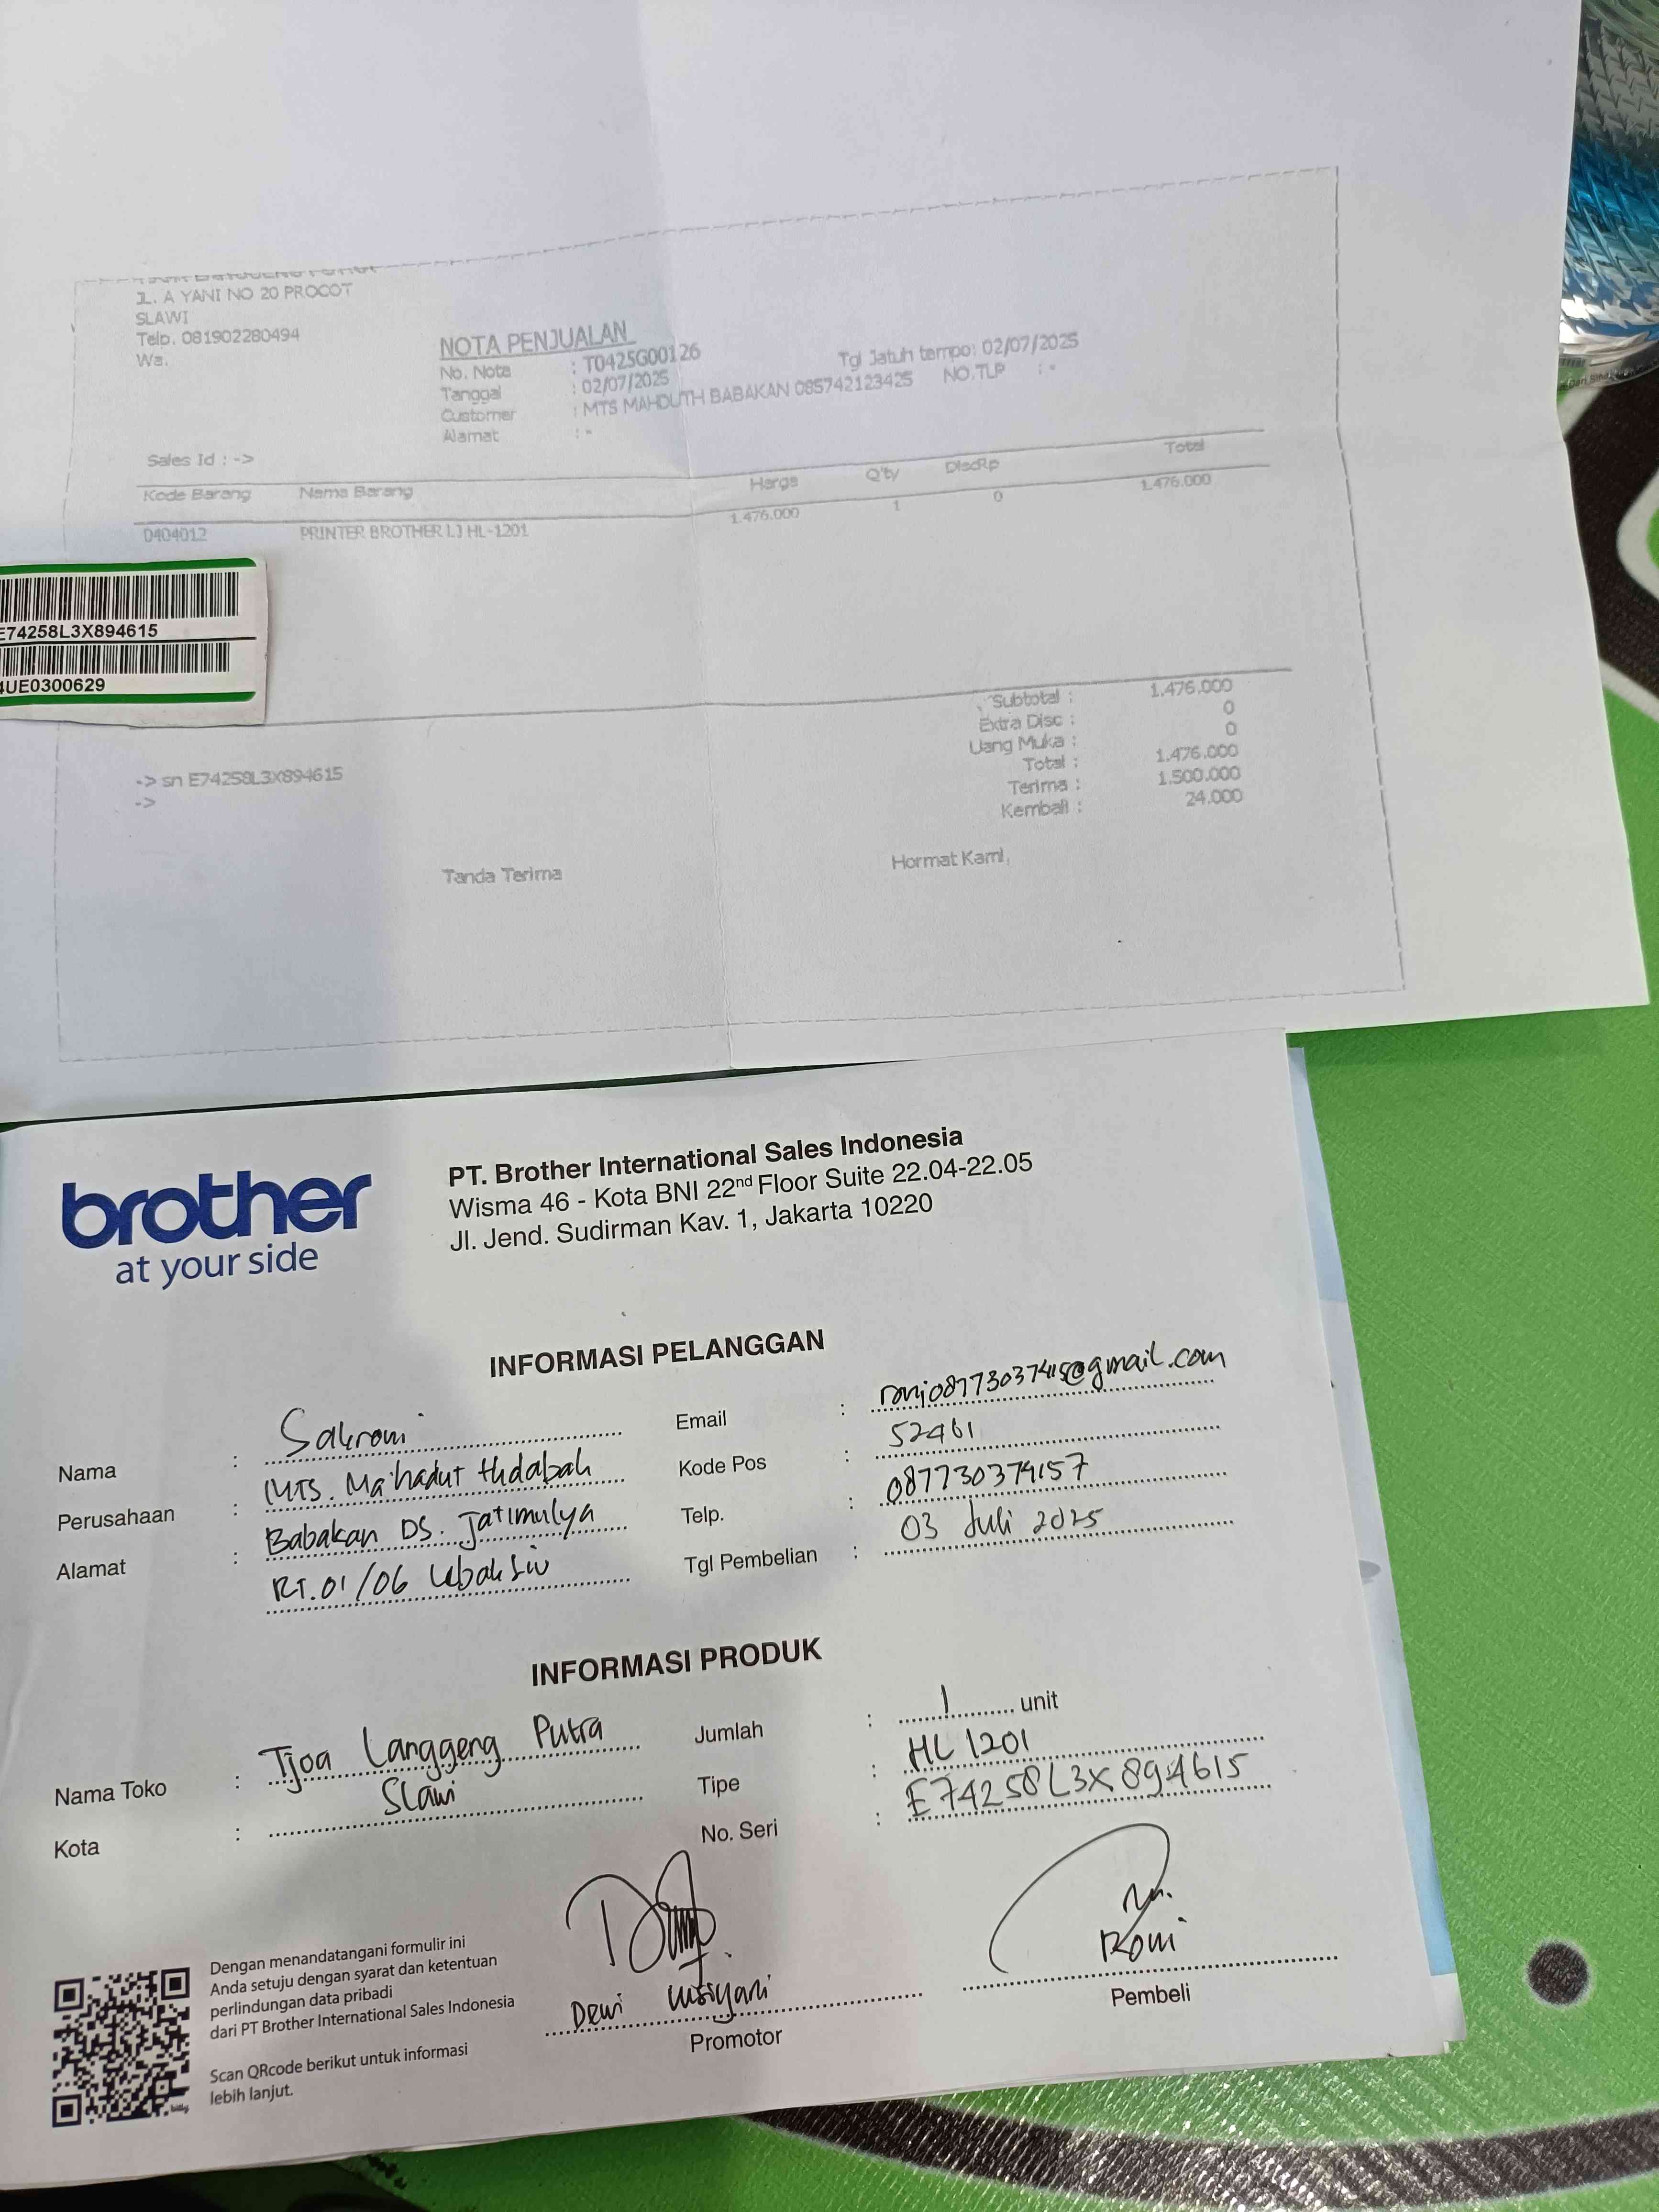 JL. A YANI NO 20 PROCOT
SLAWI
Telp. 081902280494
Wa.
NOTA PENJUALAN
No. Nota : T0425G00126
Tanggal : 02/07/2025 Tgl Jatuh tempo: 02/07/2025
Customer : MTS MAHDUTH BABAKAN 085742123425 NO.TLP : -
Alamat : -
Sales Id : ->
Kode Barang Nama Barang Harga Q'ty DiscRp Total
0404012 PRINTER BROTHER LJ HL-1201 1.476.000 1 0 1.476.000
E74258L3X894615
4UE0300629
Subtotal : 1.476.000
Extra Disc : 0
Uang Muka : 0
Total : 1.476.000
Terima : 1.500.000
Kembali : 24.000
-> sn E74258L3X894615
->
Tanda Terima Hormat Kami,
brother
at your side
PT. Brother International Sales Indonesia
Wisma 46 - Kota BNI 22nd Floor Suite 22.04-22.05
Jl. Jend. Sudirman Kav. 1, Jakarta 10220
INFORMASI PELANGGAN
Nama : Sakroni
Perusahaan : MTS. Ma'hadut
Alamat : Babakan DS. Jatimulya
RT.01/06 Lebaksiu
Email : @gmail.com
Kode Pos : 52461
Telp. : 087730374157
Tgl Pembelian : 03 Juli 2025
INFORMASI PRODUK
Nama Toko : Tjoa Langgeng Putra
Kota : Slawi
Jumlah : 1 unit
Tipe : HL 1201
No. Seri : E74258L3X894615
Dengan menandatangani formulir ini
Anda setuju dengan syarat dan ketentuan
perlindungan data pribadi
dari PT Brother International Sales Indonesia
Scan QRcode berikut untuk informasi
lebih lanjut.
Dewi
Promotor
Roni
Pembeli